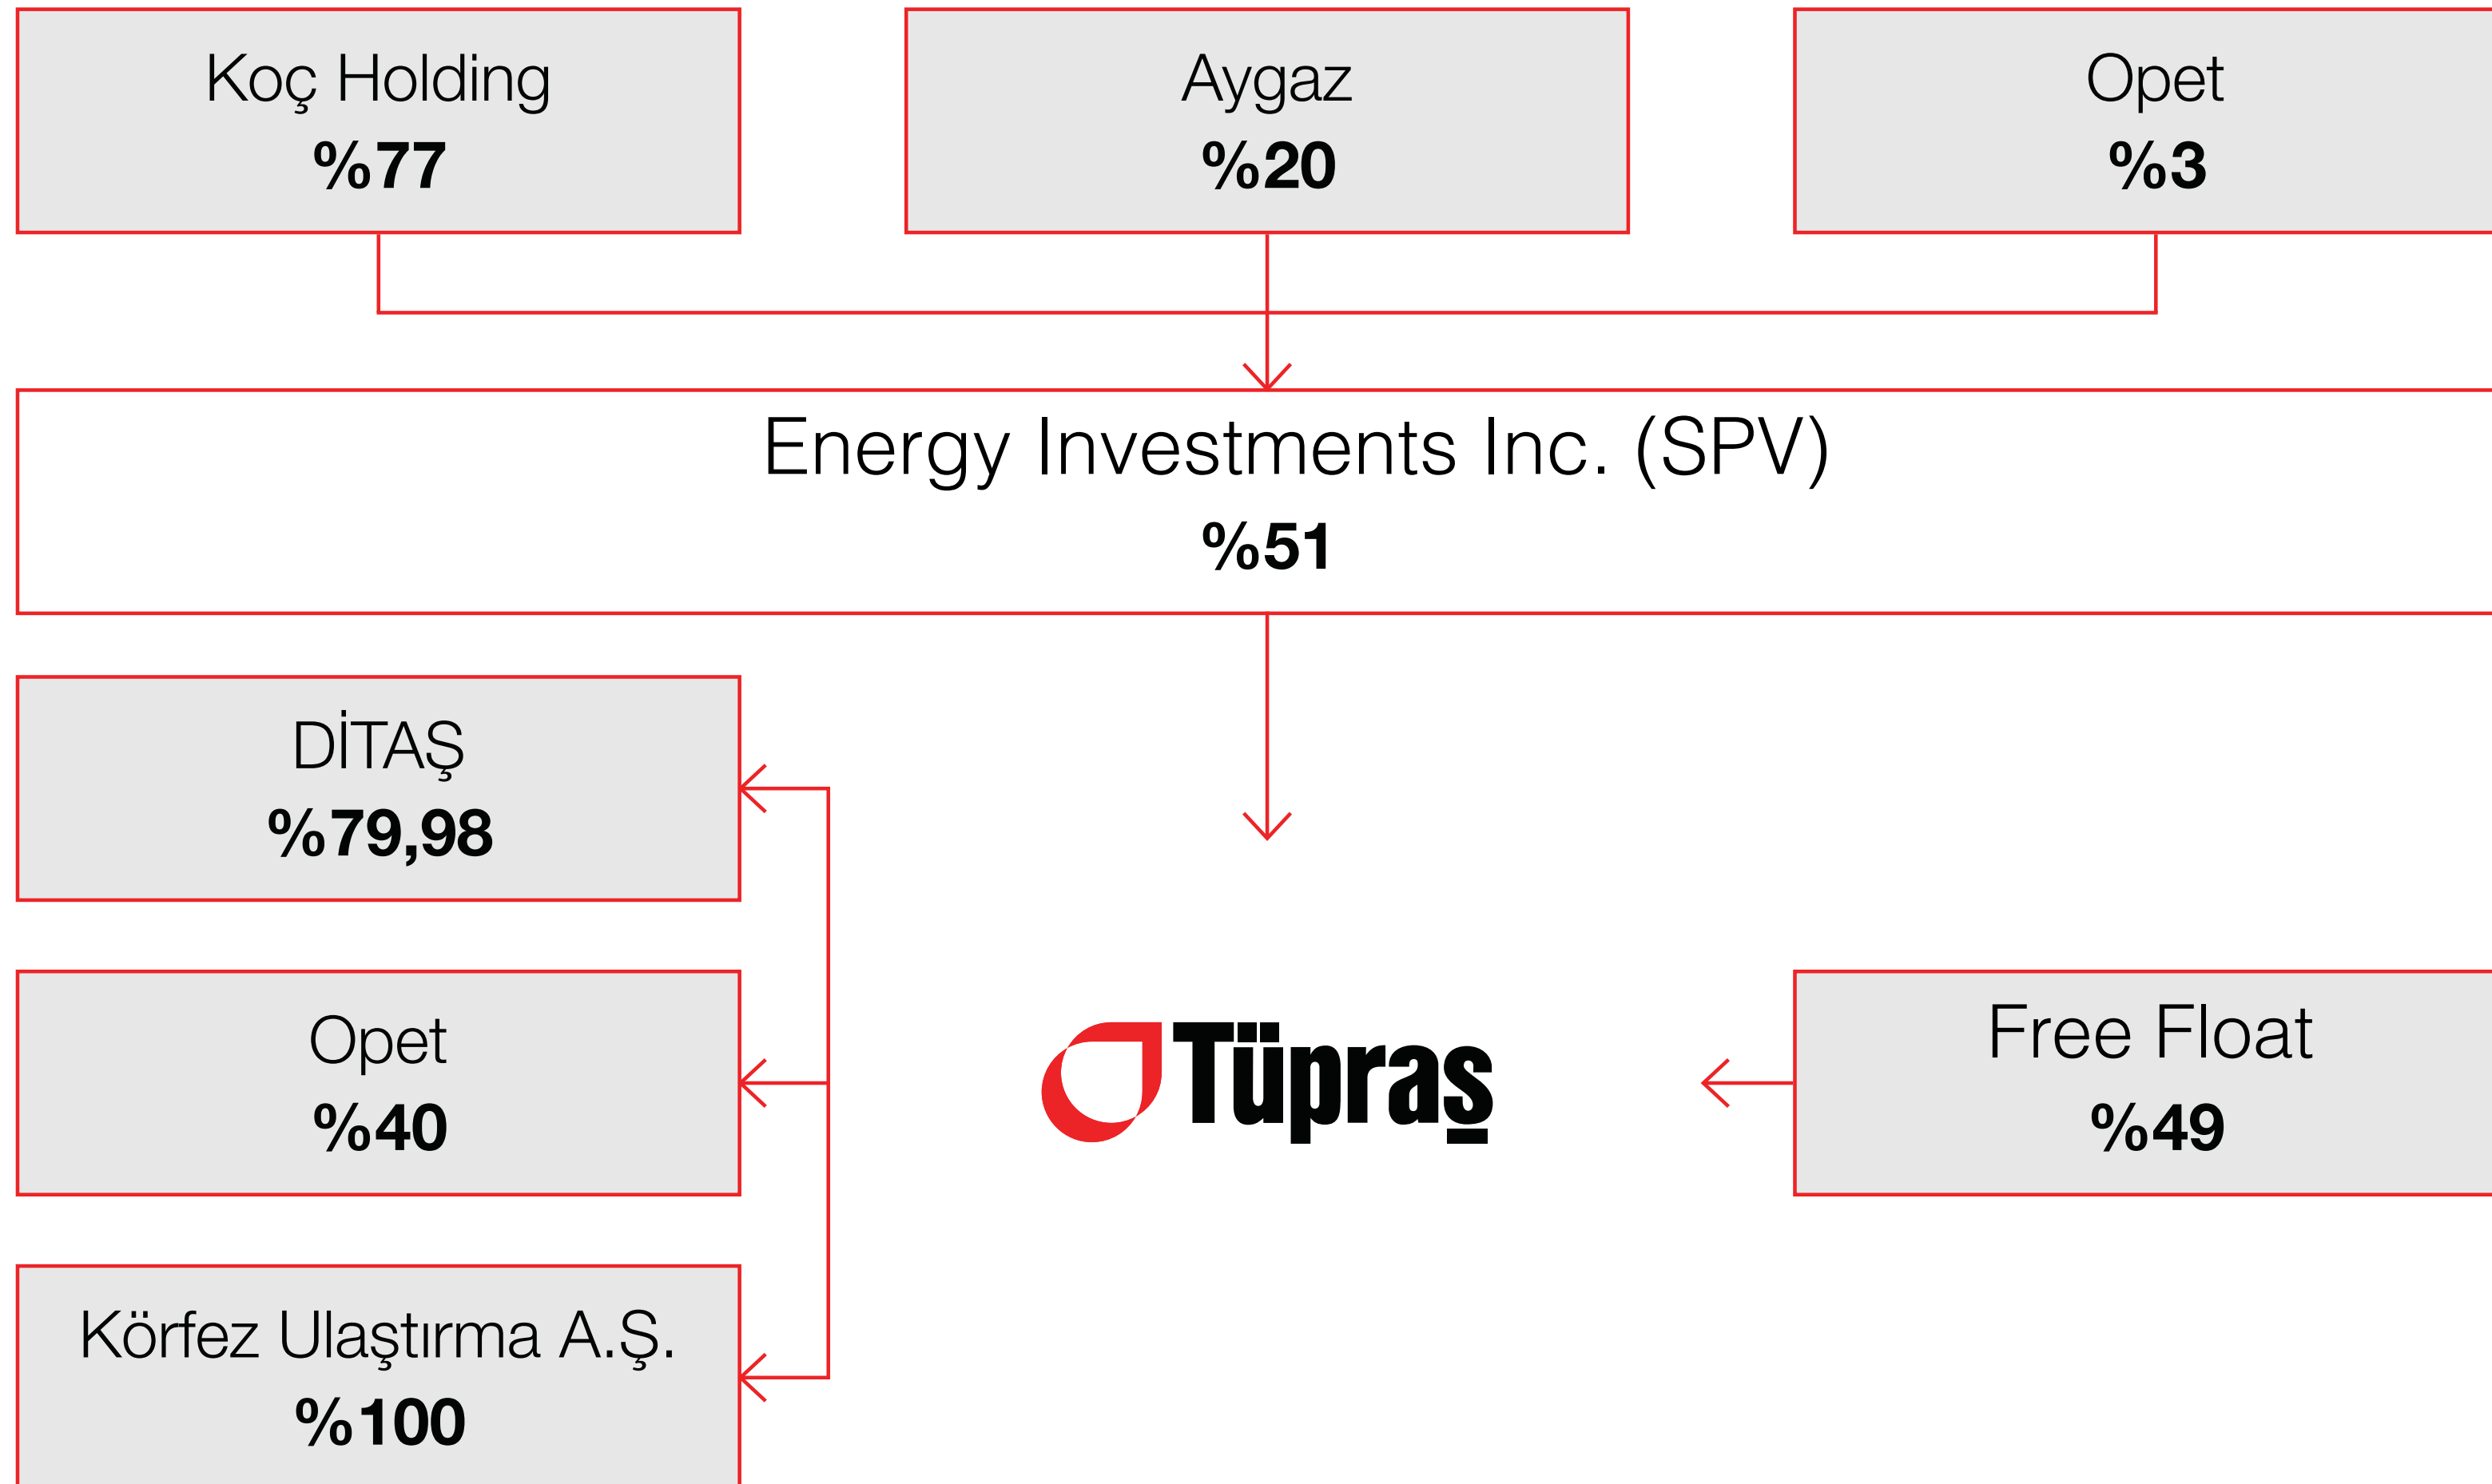 Koç Holding
%77
Aygaz
%20
Opet
%3
Energy Investments Inc. (SPV)
%51
DİTAŞ
%79,98
Opet
%40
Tüpraş
Free Float
%49
Körfez Ulaştırma A.Ş.
%100